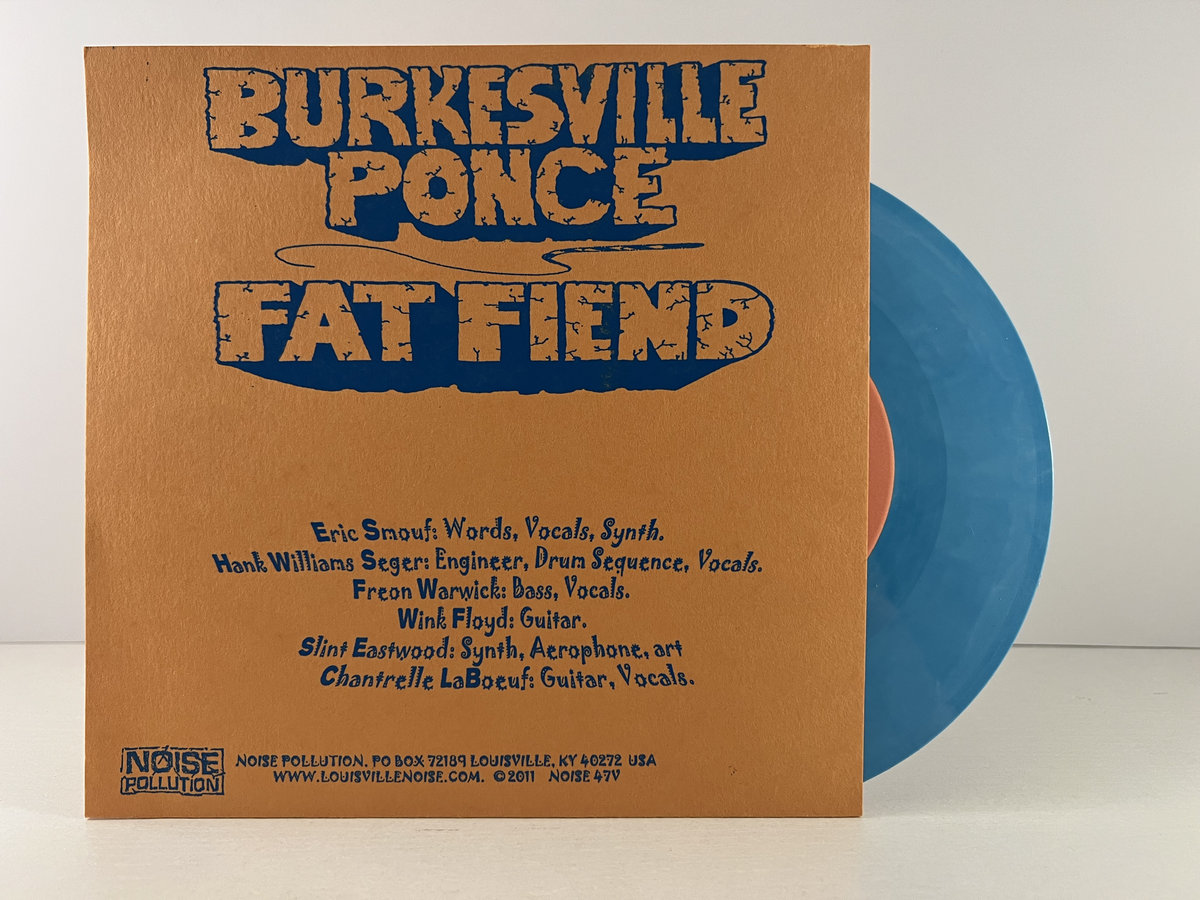 BURKESVILLE
PONCE
FAT FIEND
Eric Smouf: Words, Vocals, Synth.
Hank Williams Seger: Engineer, Drum Sequence, Vocals.
Freon Warwick: Bass, Vocals.
Wink Floyd: Guitar.
Slint Eastwood: Synth, Aerophone, art
Chantrelle LaBoeuf: Guitar, Vocals.
NOISE
POLLUTION
NOISE POLLUTION. PO BOX 72189 LOUISVILLE, KY 40272 USA
WWW.LOUISVILLENOISE.COM. ©2011 NOISE 47V